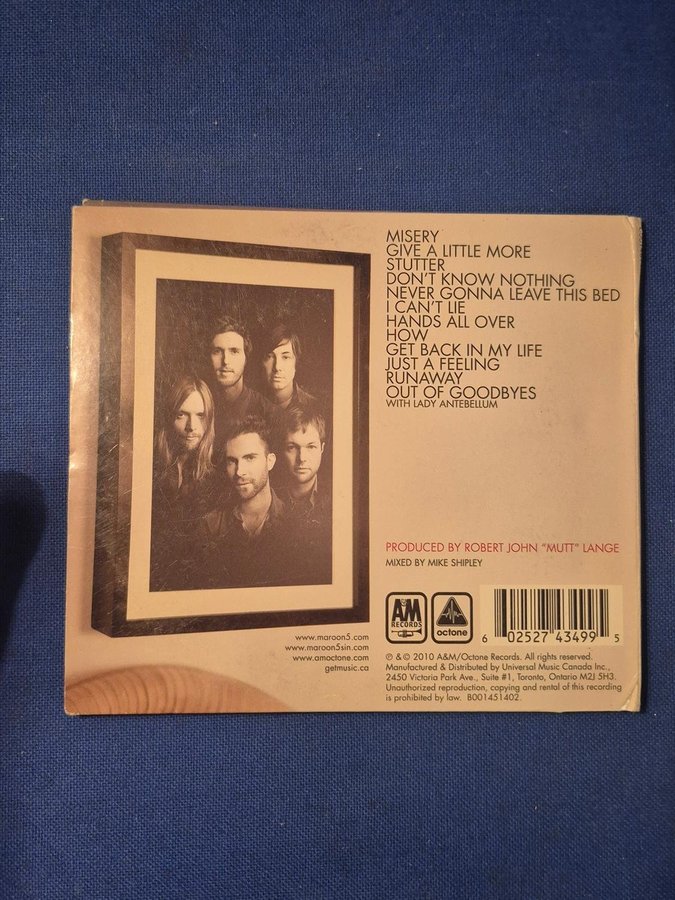 MISERY
GIVE A LITTLE MORE
STUTTER
DON'T KNOW NOTHING
NEVER GONNA LEAVE THIS BED
I CAN'T LIE
HANDS ALL OVER
HOW
GET BACK IN MY LIFE
JUST A FEELING
RUNAWAY
OUT OF GOODBYES
WITH LADY ANTEBELLUM
PRODUCED BY ROBERT JOHN "MUTT" LANGE
MIXED BY MIKE SHIPLEY
www.maroon5.com
www.maroon5sin.com
www.amoctone.com
getmusic.ca
A&M
RECORDS
octone
6 02527 43499 5
℗ & © 2010 A&M/Octone Records. All rights reserved.
Manufactured & Distributed by Universal Music Canada Inc.,
2450 Victoria Park Ave., Suite #1, Toronto, Ontario M2J 5H3.
Unauthorized reproduction, copying and rental of this recording
is prohibited by law. B001451402.